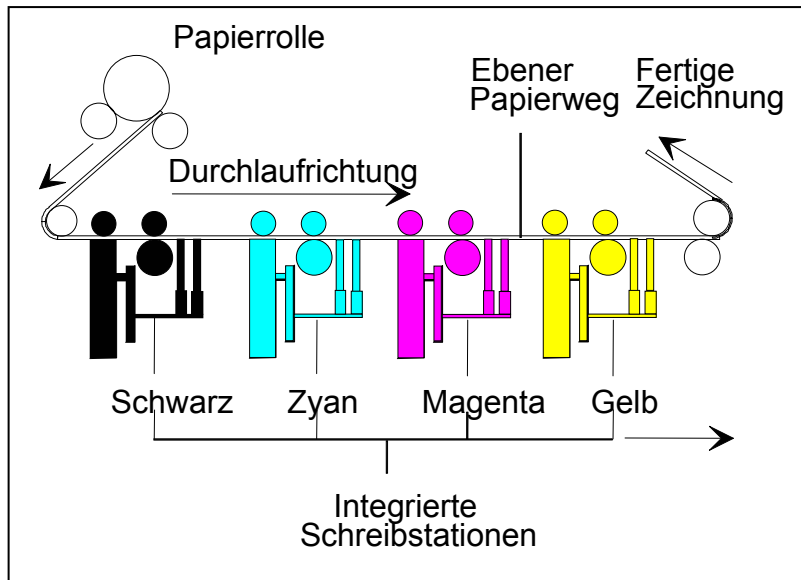 Papierrolle
Ebener
Papierweg
Fertige
Zeichnung
Durchlaufrichtung
Schwarz
Zyan
Magenta
Gelb
Integrierte
Schreibstationen